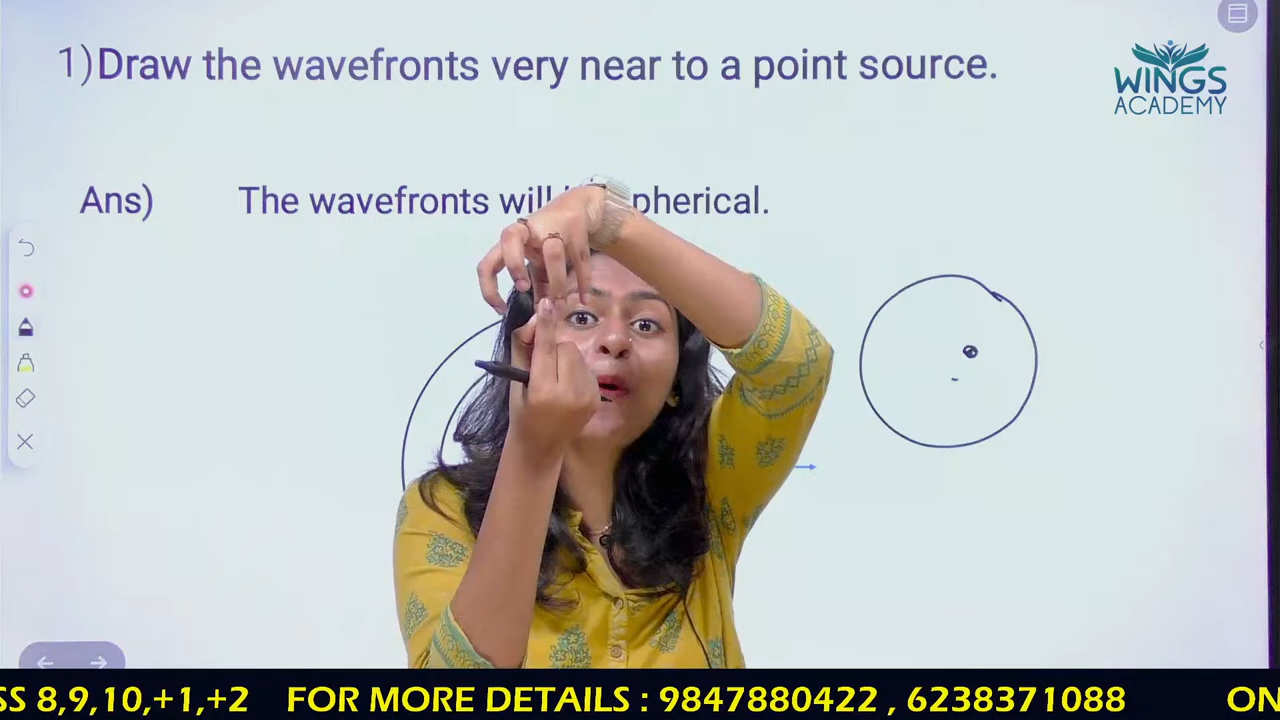 1)Draw the wavefronts very near to a point source.
WINGS
ACADEMY
Ans) The wavefronts will pherical.
SS 8,9,10,+1,+2 FOR MORE DETAILS : 9847880422 , 6238371088 ON